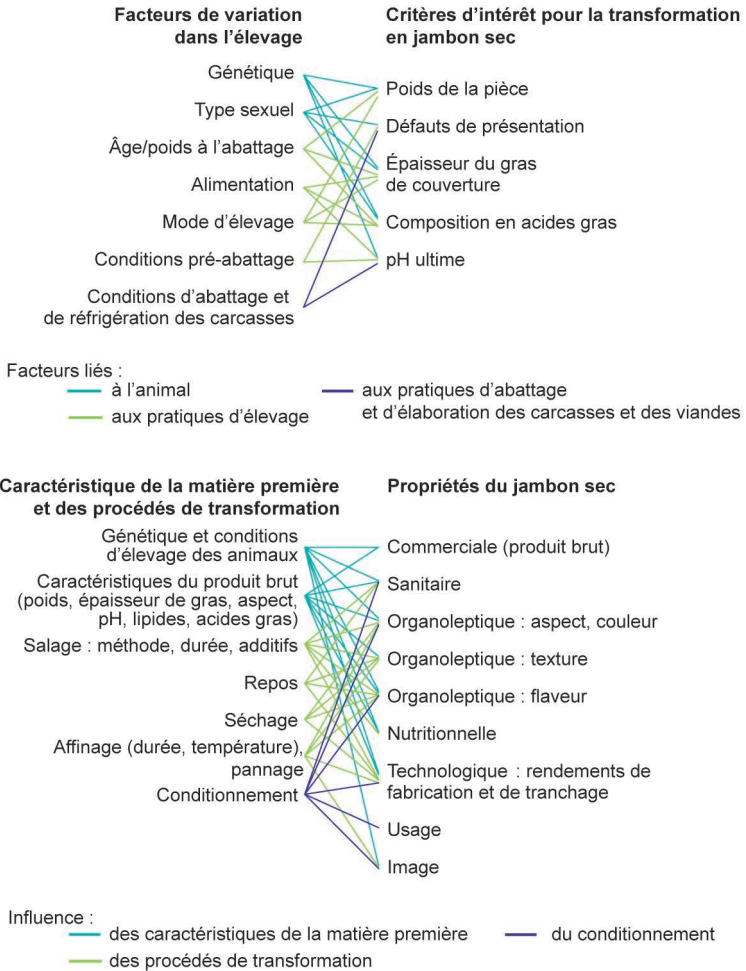 Facteurs de variation
dans l’élevage
Critères d’intérêt pour la transformation
en jambon sec
Génétique
Type sexuel
Âge/poids à l’abattage
Alimentation
Mode d’élevage
Conditions pré-abattage
Conditions d’abattage et
de réfrigération des carcasses
Poids de la pièce
Défauts de présentation
Épaisseur du gras
de couverture
Composition en acides gras
pH ultime
Facteurs liés :
à l’animal
aux pratiques d’élevage
aux pratiques d’abattage
et d’élaboration des carcasses et des viandes
Caractéristique de la matière première
et des procédés de transformation
Propriétés du jambon sec
Génétique et conditions
d’élevage des animaux
Caractéristiques du produit brut
(poids, épaisseur de gras, aspect,
pH, lipides, acides gras)
Salage : méthode, durée, additifs
Repos
Séchage
Affinage (durée, température),
pannage
Conditionnement
Commerciale (produit brut)
Sanitaire
Organoleptique : aspect, couleur
Organoleptique : texture
Organoleptique : flaveur
Nutritionnelle
Technologique : rendements de
fabrication et de tranchage
Usage
Image
Influence :
des caractéristiques de la matière première
des procédés de transformation
du conditionnement